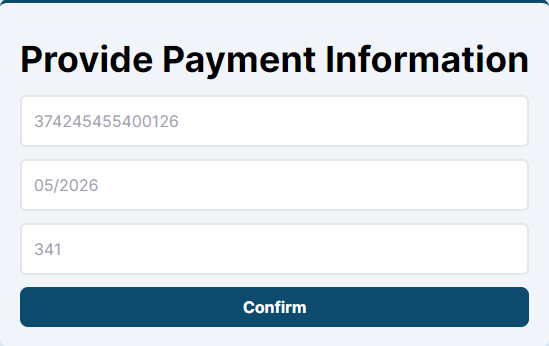 Provide Payment Information
374245455400126
05/2026
341
Confirm